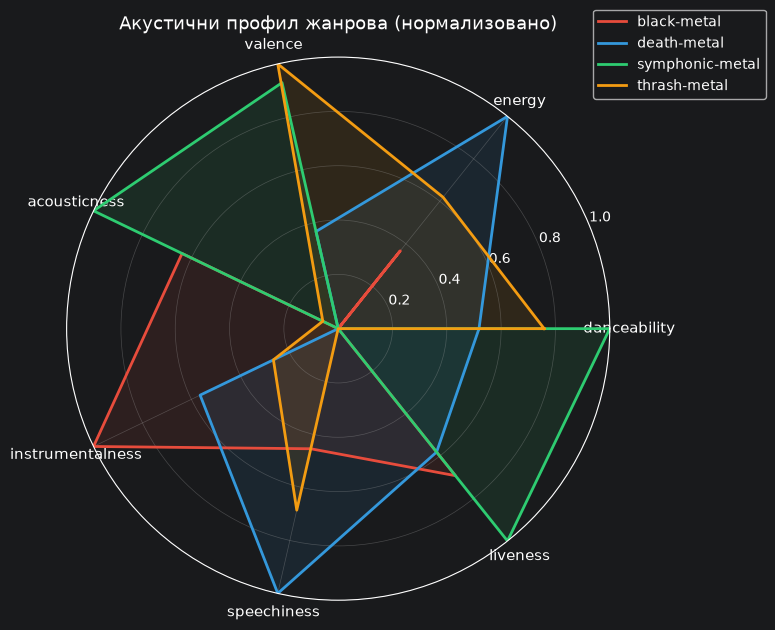 Акустични профил жанрова (нормализовано)
black-metal
death-metal
symphonic-metal
thrash-metal
valence
energy
acousticness
danceability
instrumentalness
speechiness
liveness
0.2
0.4
0.6
0.8
1.0